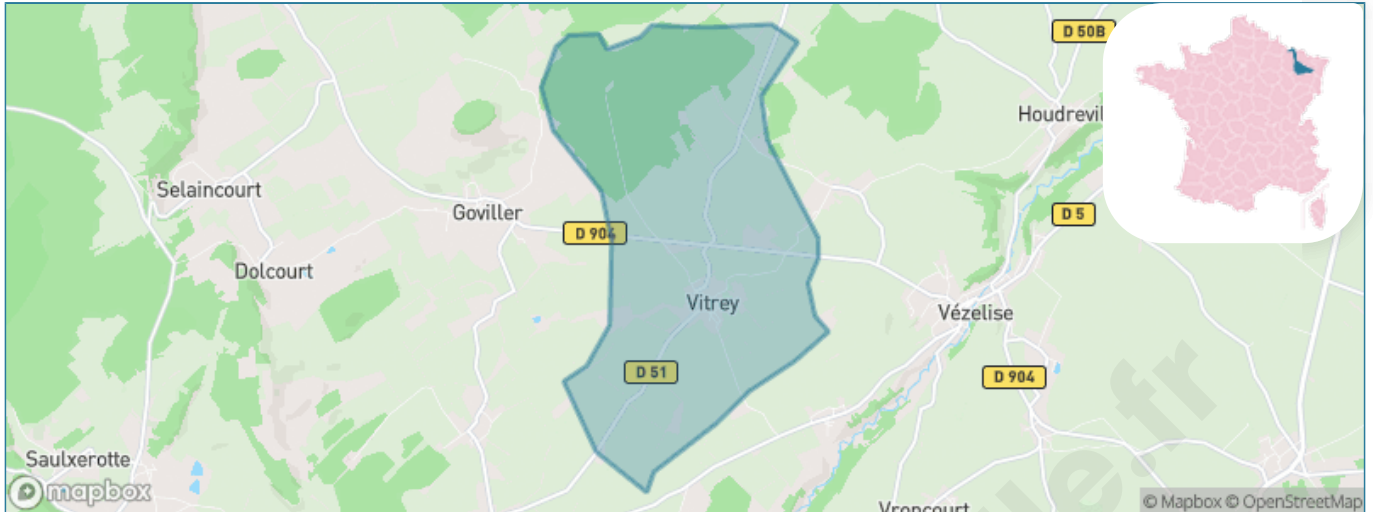 D 50B
Houdrevil
Selaincourt
Goviller
D 5
D 904
Dolcourt
Vitrey
Vézelise
D 51
D 904
Saulxerotte
mapbox
Vroncourt
© Mapbox © OpenStreetMap